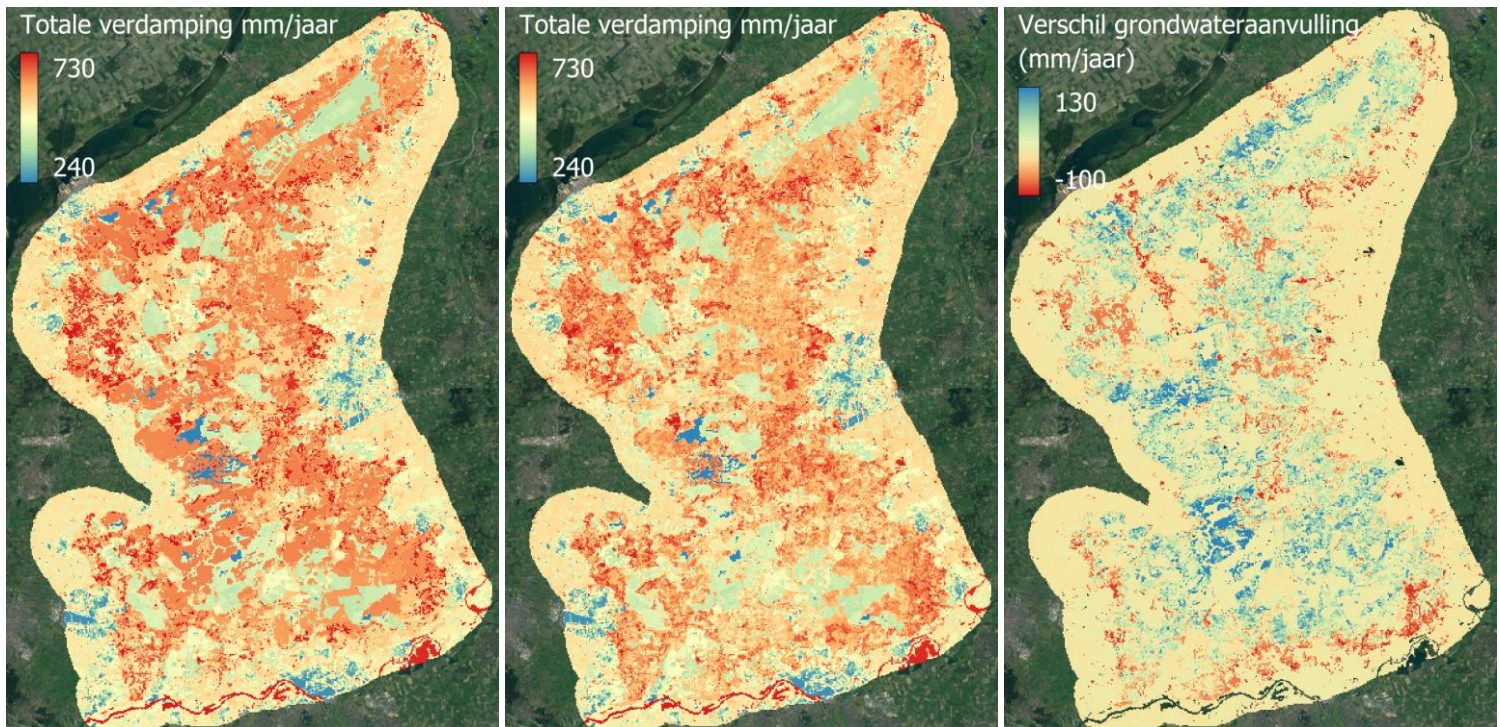 Totale verdamping mm/jaar
730
240
Totale verdamping mm/jaar
730
240
Verschil grondwateraanvulling
(mm/jaar)
130
-100